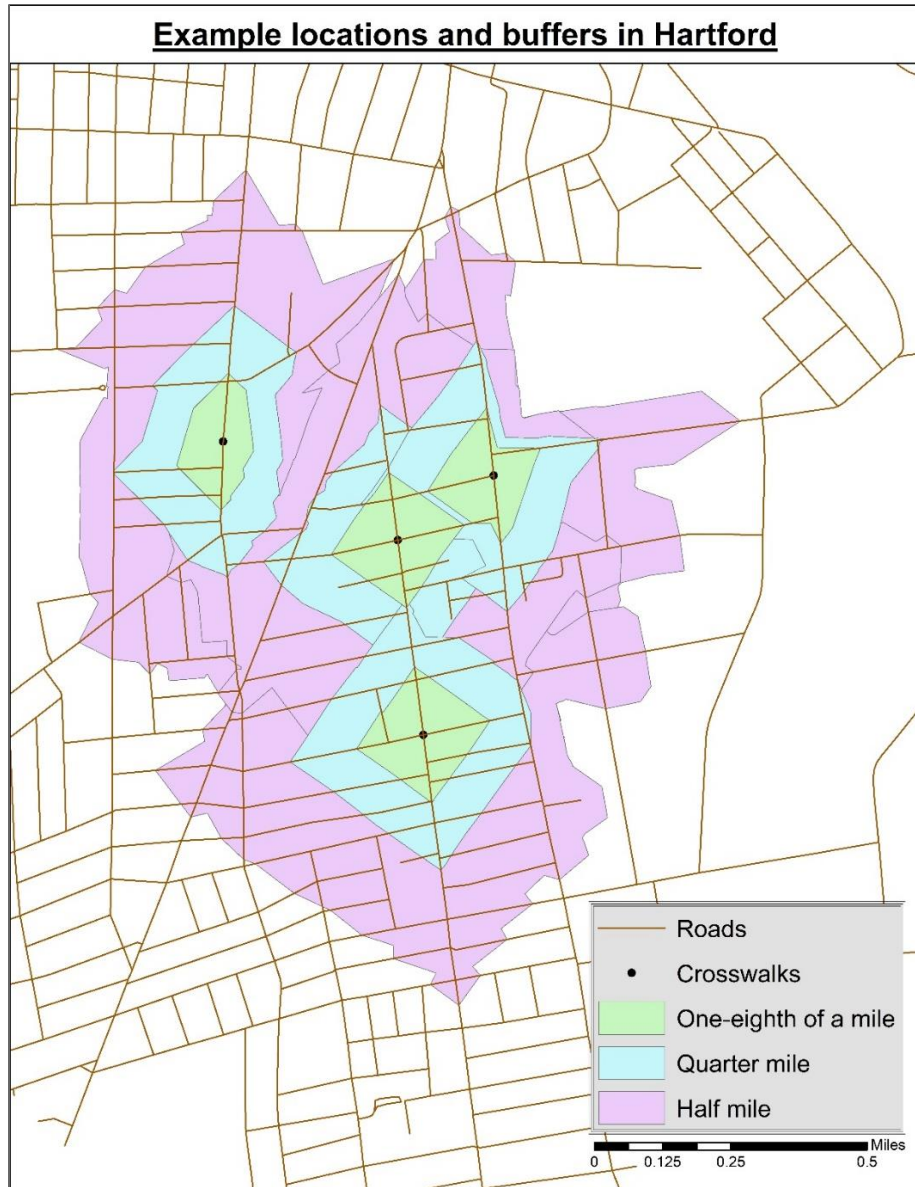 Example locations and buffers in Hartford
Roads
Crosswalks
One-eighth of a mile
Quarter mile
Half mile
Miles
0 0.125 0.25 0.5